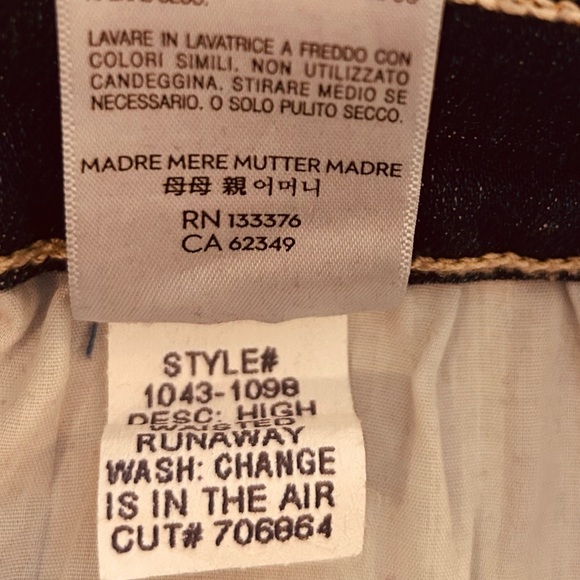 LAVARE IN LAVATRICE A FREDDO CON
COLORI SIMILI. NON UTILIZZATO
CANDEGGINA. STIRARE MEDIO SE
NECESSARIO. O SOLO PULITO SECCO.
MADRE MERE MUTTER MADRE
母母 親 어머니
RN 133376
CA 62349
STYLE#
1043-1098
DESC: HIGH
WAISTED
RUNAWAY
WASH: CHANGE
IS IN THE AIR
CUT# 706864